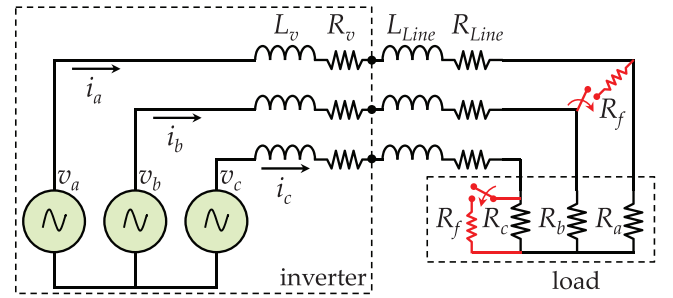 L_v R_v L_Line R_Line
i_a
R_f
i_b
v_a v_b v_c
i_c
R_f R_c R_b R_a
inverter
load